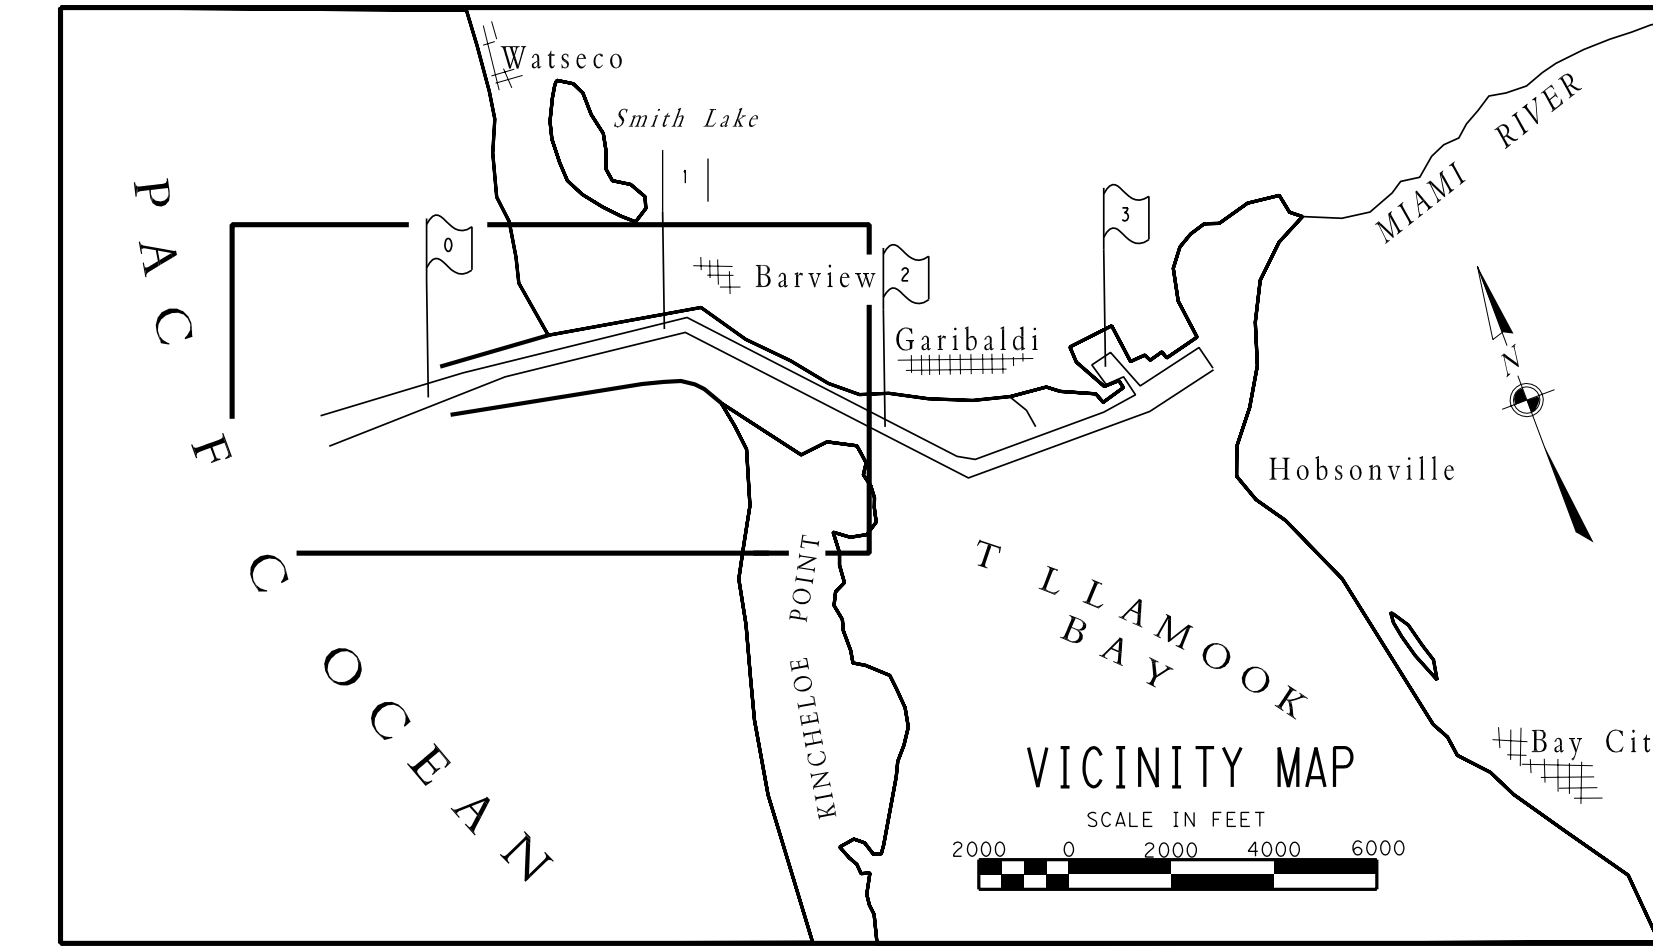 Watseco
Smith Lake
1
0
Barview
2
3
Garibaldi
MIAMI RIVER
N
Hobsonville
PAC F C OCEAN
T LLAMOOK
BAY
KINCHELOE POINT
Bay Cit
VICINITY MAP
SCALE IN FEET
2000 0 2000 4000 6000